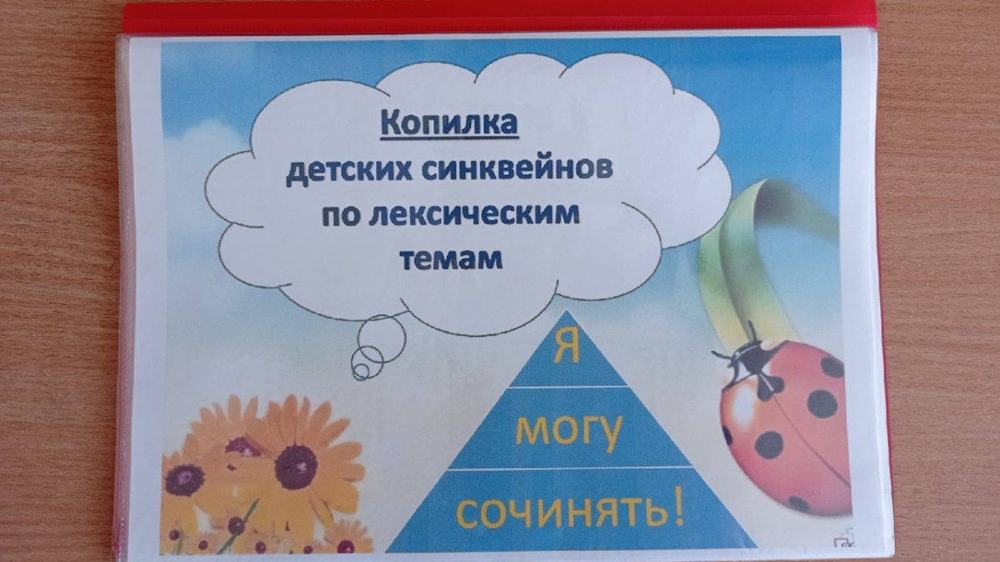 Копилка
детских синквейнов
по лексическим
темам
Я
могу
сочинять!